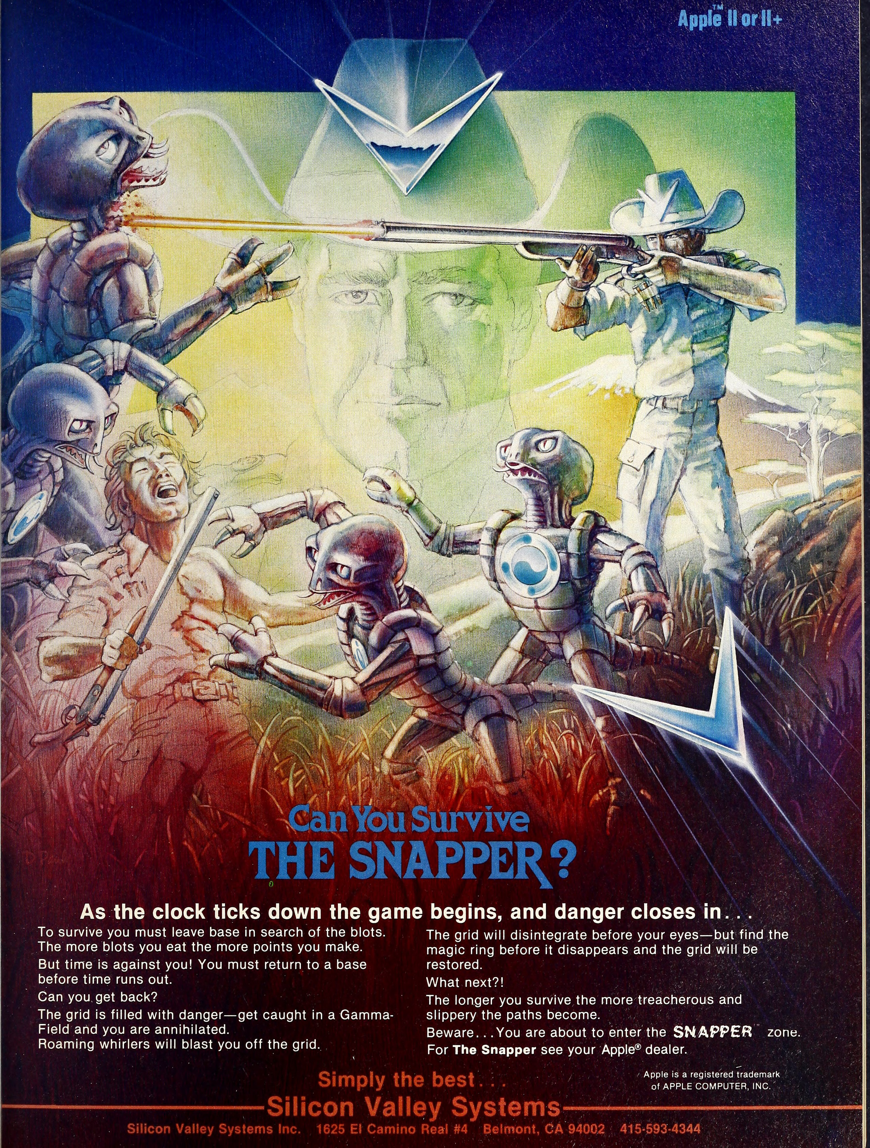 Apple™ II or II+
Can You Survive
THE SNAPPER?
As the clock ticks down the game begins, and danger closes in...
To survive you must leave base in search of the blots.
The more blots you eat the more points you make.
But time is against you! You must return to a base
before time runs out.
Can you get back?
The grid is filled with danger—get caught in a Gamma-
Field and you are annihilated.
Roaming whirlers will blast you off the grid.
The grid will disintegrate before your eyes—but find the
magic ring before it disappears and the grid will be
restored.
What next?!
The longer you survive the more treacherous and
slippery the paths become.
Beware...You are about to enter the SNAPPER zone.
For The Snapper see your Apple® dealer.
Apple is a registered trademark
of APPLE COMPUTER, INC.
Simply the best...
Silicon Valley Systems
Silicon Valley Systems Inc. 1625 El Camino Real #4 Belmont, CA 94002 415-593-4344